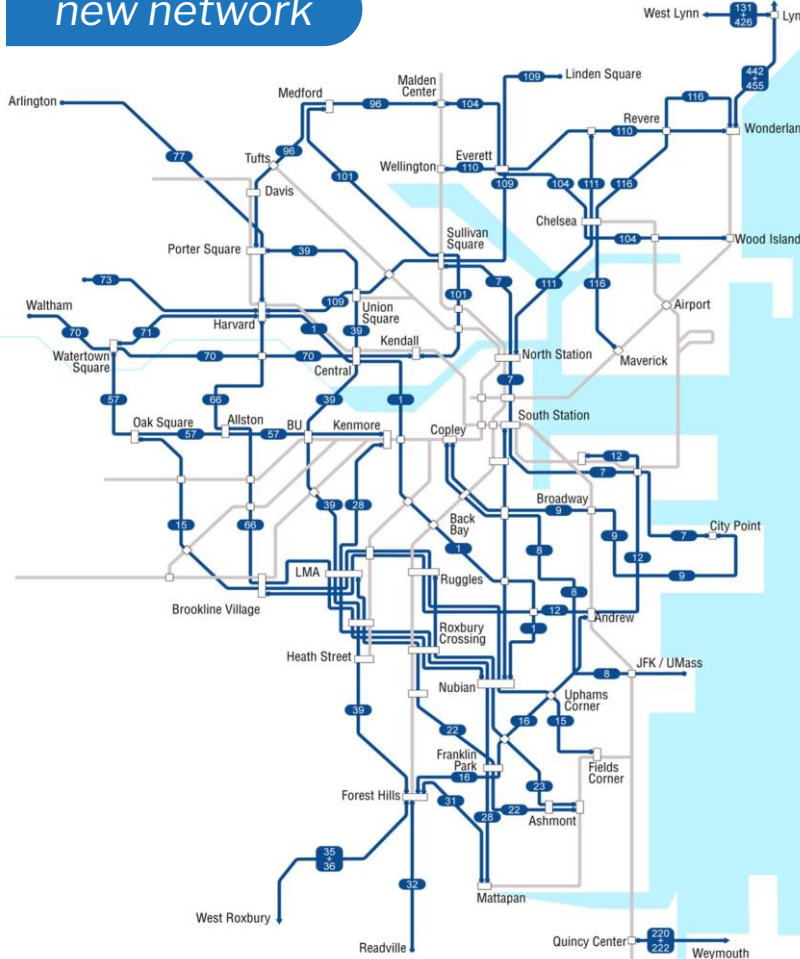 new network
West Lynn
131
+
426
Lyn
442
+
455
109
Linden Square
Arlington
Medford
96
Malden
Center
104
116
Revere
110
Wonderlan
77
Tufts
96
101
Wellington
110
Everett
109
104
111
116
Davis
Chelsea
104
Wood Island
Porter Square
39
Sullivan
Square
7
111
116
73
109
101
Airport
Waltham
Harvard
1
Union
Square
39
Kendall
70
71
Watertown
Square
70
70
Central
North Station
Maverick
7
57
66
39
1
Oak Square
57
Allston
57
BU
Kenmore
Copley
South Station
12
7
15
66
39
28
Back
Bay
Broadway
9
9
7
City Point
1
8
12
9
LMA
Ruggles
8
Brookline Village
12
Andrew
1
Roxbury
Crossing
Heath Street
JFK / UMass
8
Nubian
Uphams
Corner
39
22
16
15
Franklin
Park
16
Fields
Corner
Forest Hills
31
28
23
22
Ashmont
35
+
36
32
Mattapan
West Roxbury
Readville
Quincy Center
220
+
222
Weymouth